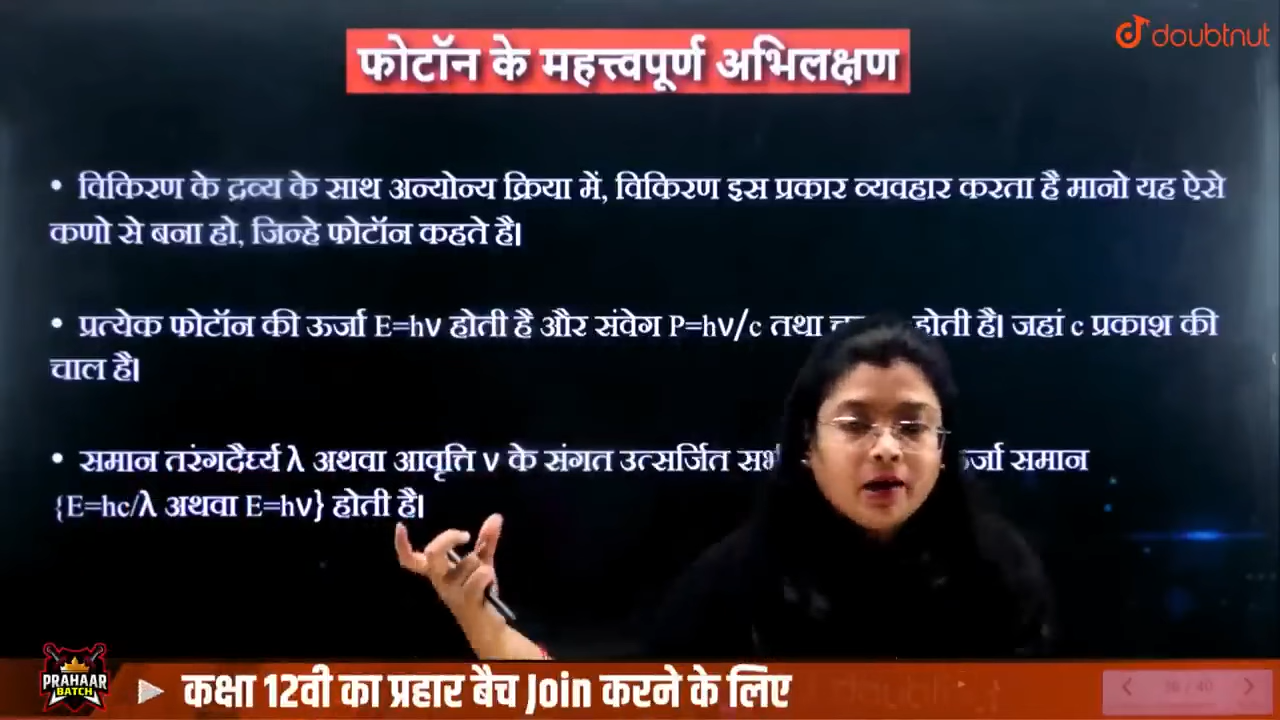 doubtnut
फोटॉन के महत्त्वपूर्ण अभिलक्षण
• विकिरण के द्रव्य के साथ अन्योन्य क्रिया में, विकिरण इस प्रकार व्यवहार करता है मानो यह ऐसे
कणो से बना हो, जिन्हे फोटॉन कहते है।
• प्रत्येक फोटॉन की ऊर्जा E=hν होती है और संवेग P=hν/c तथा होती है। जहां c प्रकाश की
चाल है।
• समान तरंगदैर्घ्य λ अथवा आवृत्ति ν के संगत उत्सर्जित समान
{E=hc/λ अथवा E=hν} होती है।
PRAHAAR
BATCH
कक्षा 12वी का प्रहार बैच Join करने के लिए